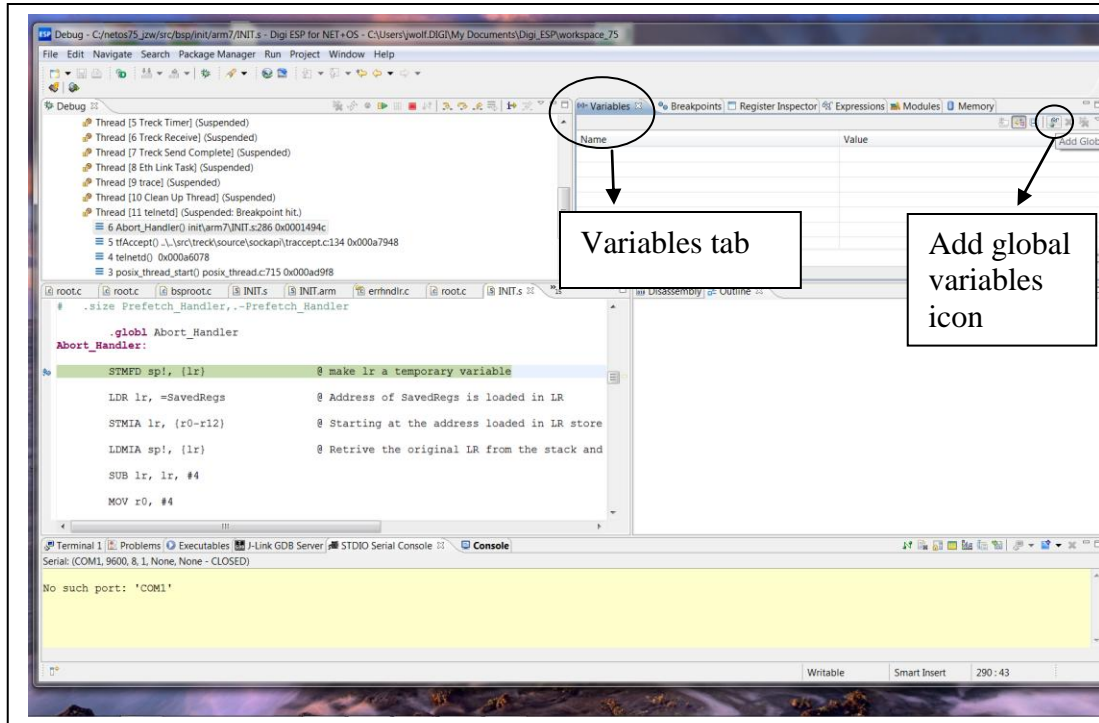 Debug - C:/netos75_jzw/src/bsp/init/arm7/INIT.s - Digi ESP for NET+OS - C:\Users\jwolf.DIGI\My Documents\Digi_ESP\workspace_75
File Edit Navigate Search Package Manager Run Project Window Help
Debug
Thread [5 Treck Timer] (Suspended)
Thread [6 Treck Receive] (Suspended)
Thread [7 Treck Send Complete] (Suspended)
Thread [8 Eth Link Task] (Suspended)
Thread [9 trace] (Suspended)
Thread [10 Clean Up Thread] (Suspended)
Thread [11 telnetd] (Suspended: Breakpoint hit.)
6 Abort_Handler() init\arm7\INIT.s:286 0x0001494c
5 tfAccept() ..\..\src\treck\source\sockapi\traccept.c:134 0x000a7948
4 telnetd() 0x000a6078
3 posix_thread_start() posix_thread.c:715 0x000ad9f8
Variables Breakpoints Register Inspector Expressions Modules Memory
Name Value
Add Glob
Variables tab
Add global
variables
icon
root.c root.c bsproot.c INIT.s INIT.arm errhndlr.c root.c INIT.s
# .size Prefetch_Handler,.-Prefetch_Handler
.globl Abort_Handler
Abort_Handler:
STMFD sp!, {lr} @ make lr a temporary variable
LDR lr, =SavedRegs @ Address of SavedRegs is loaded in LR
STMIA lr, {r0-r12} @ Starting at the address loaded in LR store
LDMIA sp!, {lr} @ Retrive the original LR from the stack and
SUB lr, lr, #4
MOV r0, #4
Disassembly Outline
Terminal 1 Problems Executables J-Link GDB Server STDIO Serial Console Console
Serial: (COM1, 9600, 8, 1, None, None - CLOSED)
No such port: 'COM1'
Writable Smart Insert 290 : 43